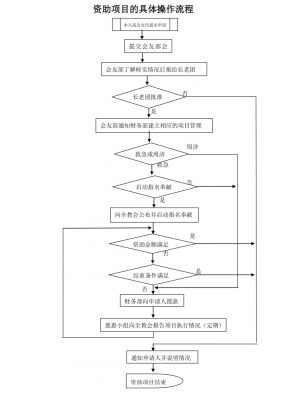 资助项目的具体操作流程
本人或会友代提出申请
提交会友部会
会友部了解核实情况后报给长老团
长老团批准
否
是
会友部通知财务部建立相应的项目管理
救急或周济
周济
救急
启动指名奉献
否
是
向全教会公布并启动指名奉献
资助金额满足
是
否
结束条件满足
是
否
财务部向申请人拨款
慈惠小组向全教会报告项目执行情况（定期）
通知申请人并说明情况
资助项目结束